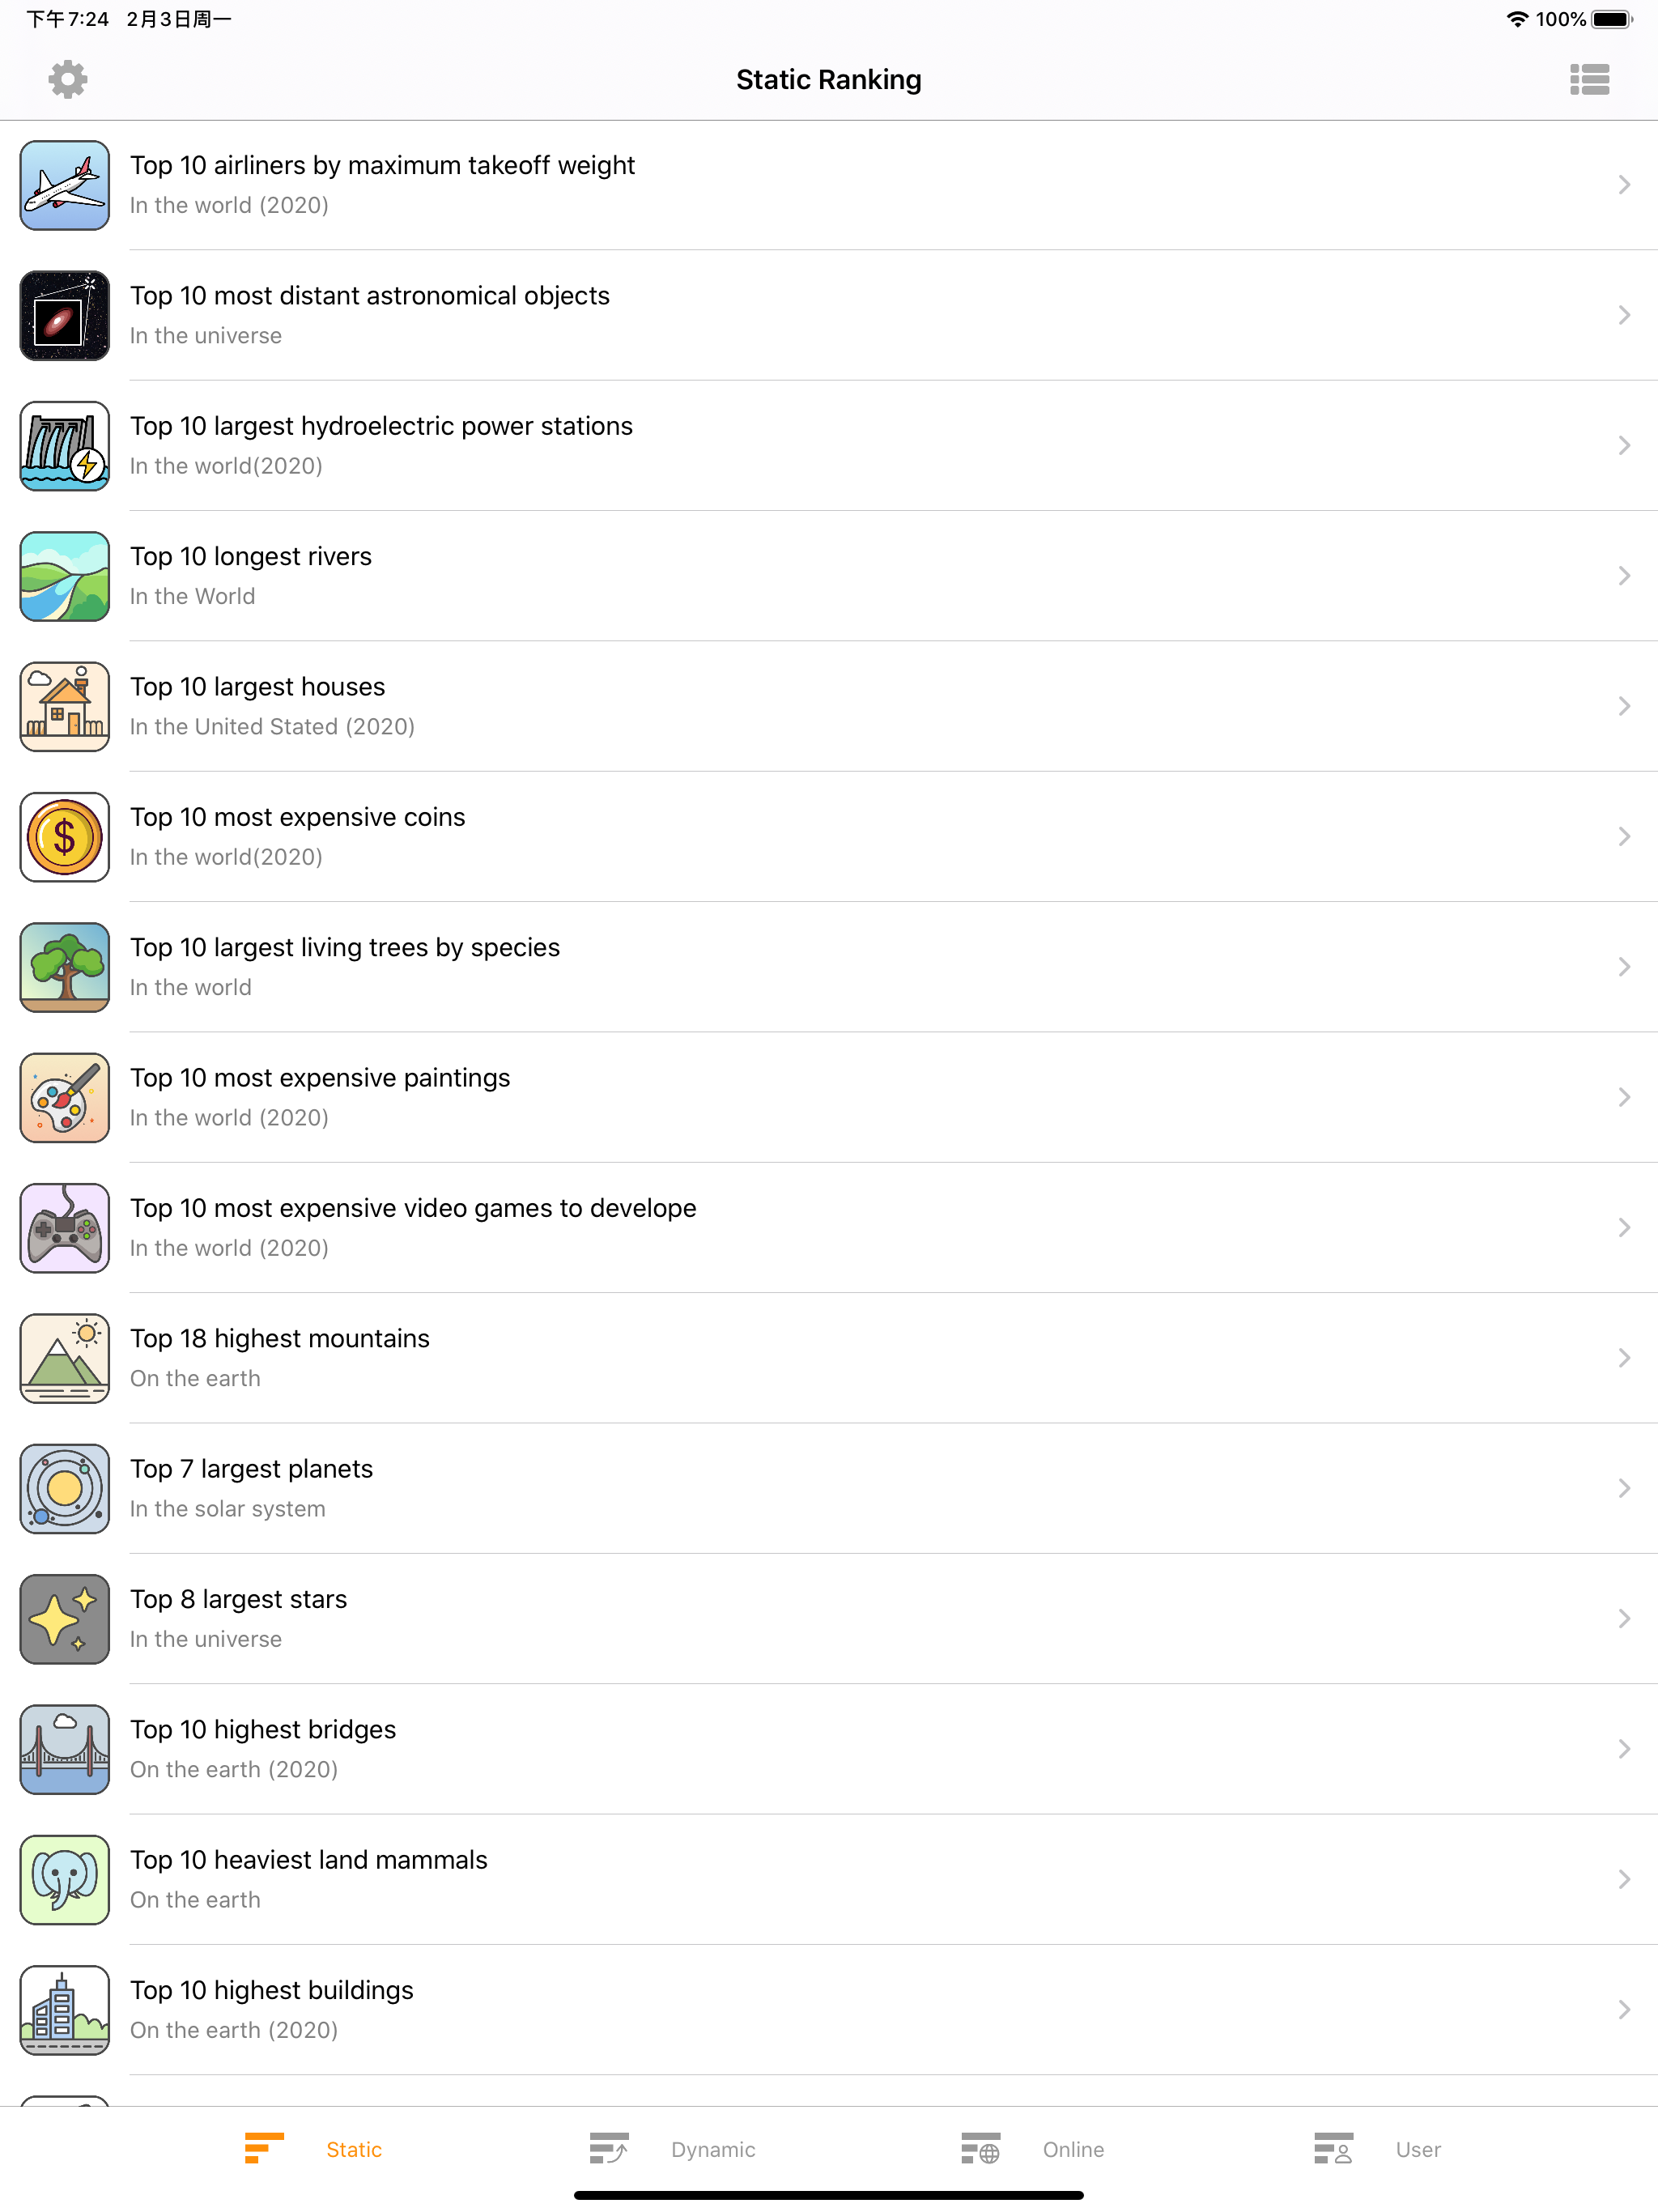 下午7:24 2月3日周一 100%
Static Ranking
Top 10 airliners by maximum takeoff weight
In the world (2020)
Top 10 most distant astronomical objects
In the universe
Top 10 largest hydroelectric power stations
In the world(2020)
Top 10 longest rivers
In the World
Top 10 largest houses
In the United Stated (2020)
$
Top 10 most expensive coins
In the world(2020)
Top 10 largest living trees by species
In the world
Top 10 most expensive paintings
In the world (2020)
Top 10 most expensive video games to develope
In the world (2020)
Top 18 highest mountains
On the earth
Top 7 largest planets
In the solar system
Top 8 largest stars
In the universe
Top 10 highest bridges
On the earth (2020)
Top 10 heaviest land mammals
On the earth
Top 10 highest buildings
On the earth (2020)
Static Dynamic Online User